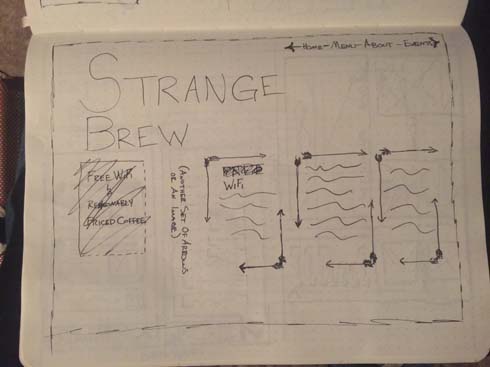 Home - Menu - About - Events
STRANGE
BREW
FREE WIFI
&
REASONABLY
PRICED COFFEE
(ANOTHER SET OF ARROWS
OR AN IMAGE)
WIFI